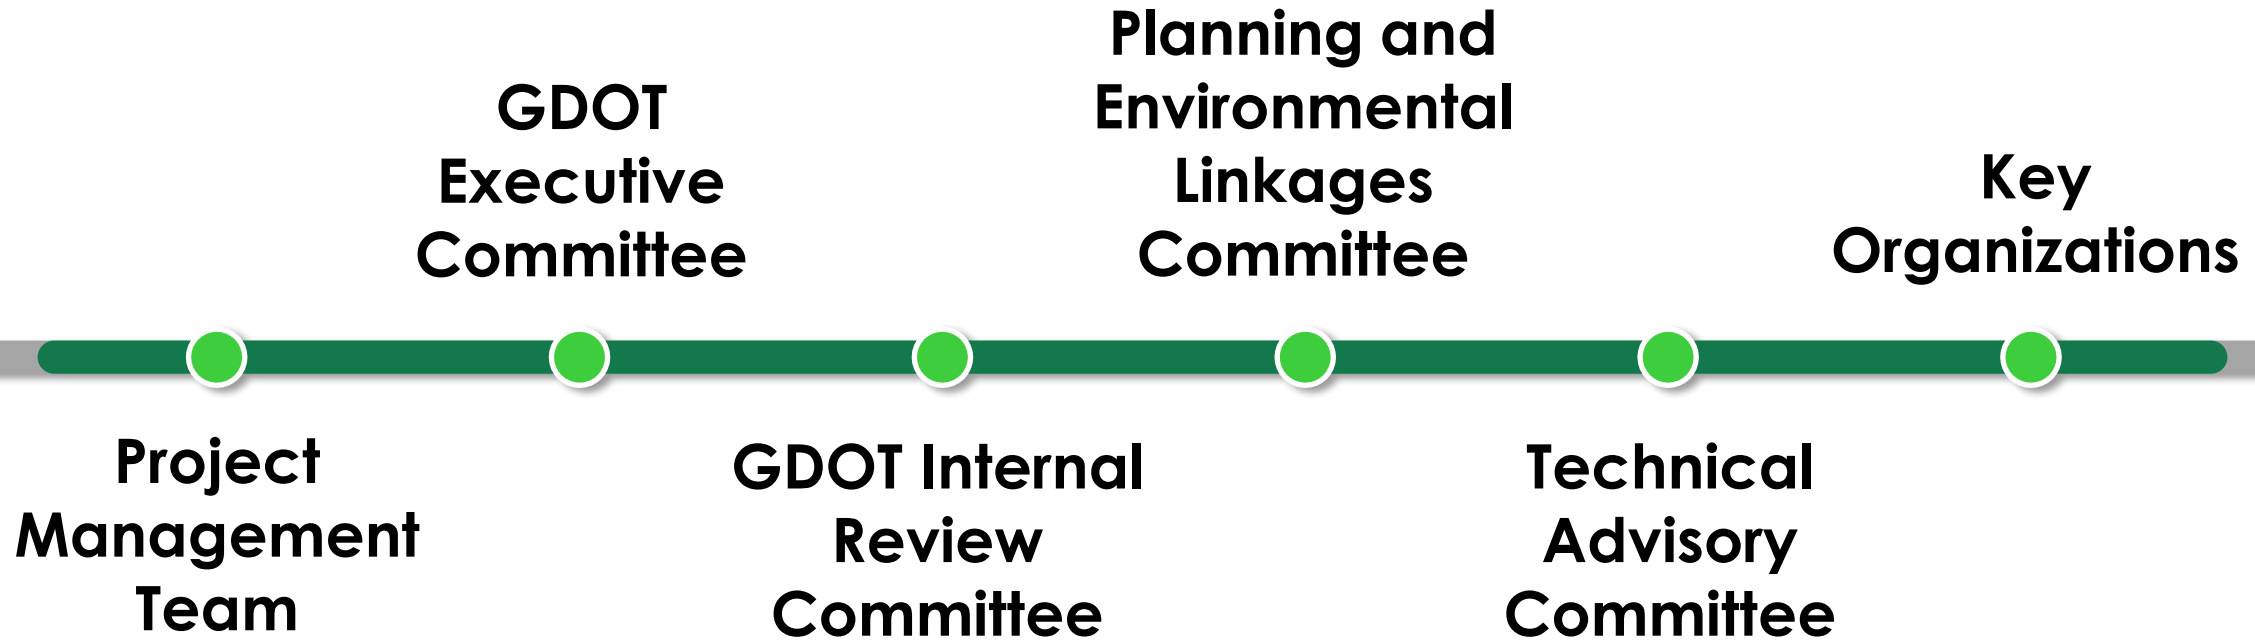 Project
Management
Team
GDOT
Executive
Committee
GDOT Internal
Review
Committee
Planning and
Environmental
Linkages
Committee
Technical
Advisory
Committee
Key
Organizations